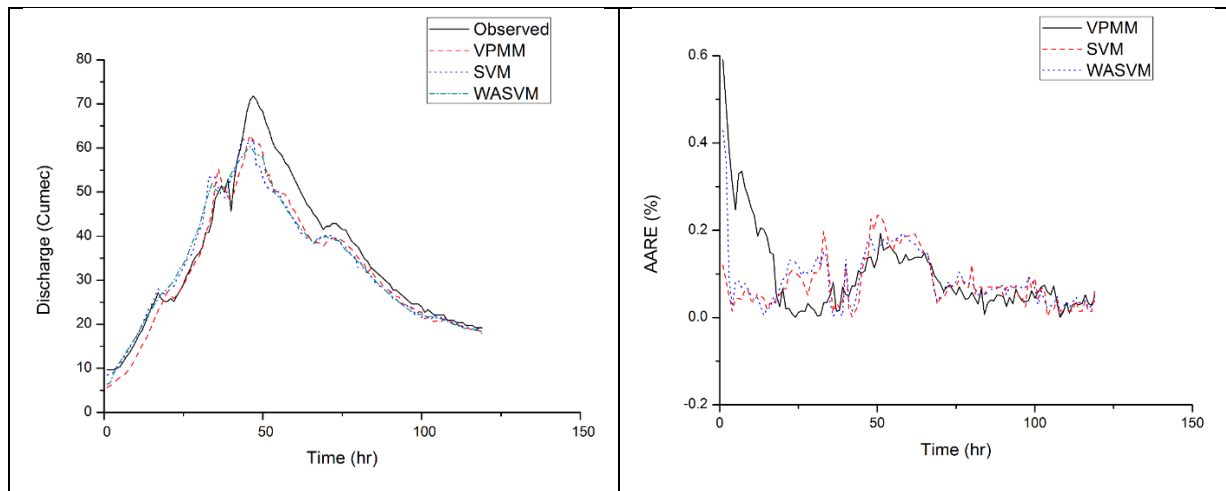 Observed
VPMM
SVM
WASVM
80
70
60
50
40
30
20
10
0
Discharge (Cumec)
0 50 100 150
Time (hr)
VPMM
SVM
WASVM
0.6
0.4
0.2
0.0
-0.2
AARE (%)
0 50 100 150
Time (hr)